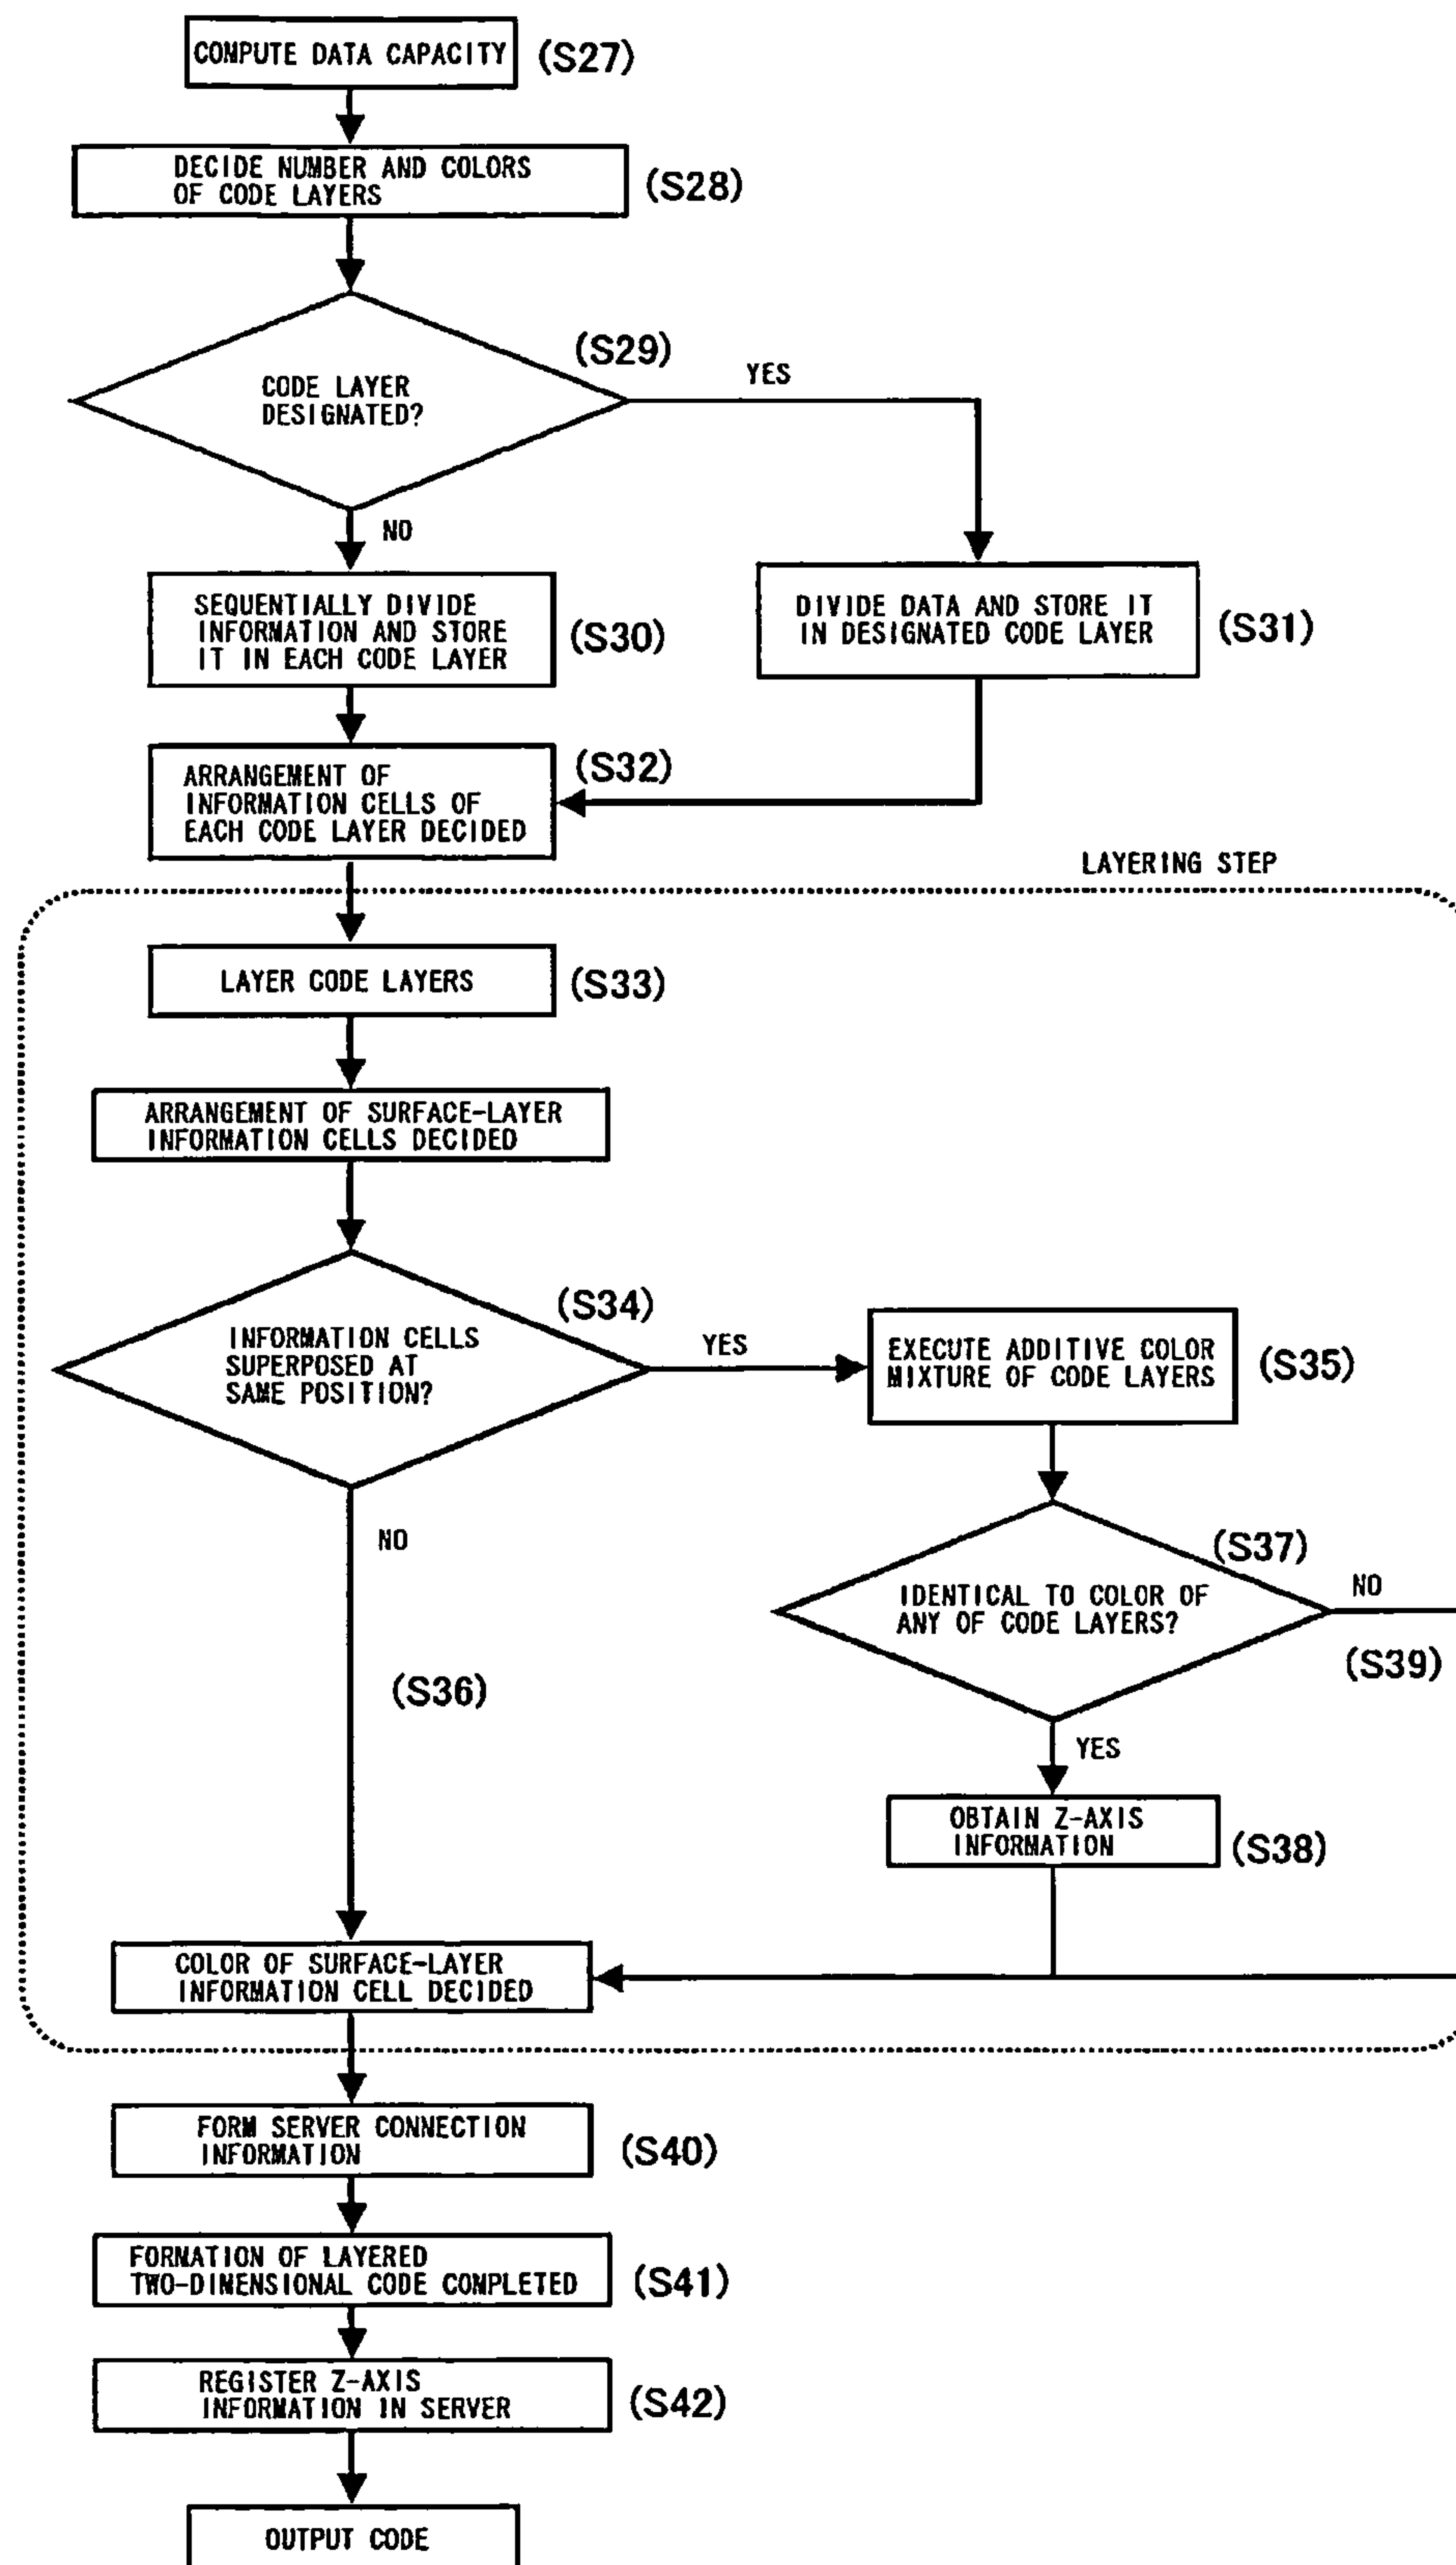 COMPUTE DATA CAPACITY
(S27)
DECIDE NUMBER AND COLORS
OF CODE LAYERS
(S28)
CODE LAYER
DESIGNATED?
(S29)
YES
NO
SEQUENTIALLY DIVIDE
INFORMATION AND STORE
IT IN EACH CODE LAYER
(S30)
DIVIDE DATA AND STORE IT
IN DESIGNATED CODE LAYER
(S31)
ARRANGEMENT OF
INFORMATION CELLS OF
EACH CODE LAYER DECIDED
(S32)
LAYERING STEP
LAYER CODE LAYERS
(S33)
ARRANGEMENT OF SURFACE-LAYER
INFORMATION CELLS DECIDED
INFORMATION CELLS
SUPERPOSED AT
SAME POSITION?
(S34)
YES
EXECUTE ADDITIVE COLOR
MIXTURE OF CODE LAYERS
(S35)
NO
(S36)
IDENTICAL TO COLOR OF
ANY OF CODE LAYERS?
(S37)
NO
(S39)
YES
OBTAIN Z-AXIS
INFORMATION
(S38)
COLOR OF SURFACE-LAYER
INFORMATION CELL DECIDED
FORM SERVER CONNECTION
INFORMATION
(S40)
FORMATION OF LAYERED
TWO-DIMENSIONAL CODE COMPLETED
(S41)
REGISTER Z-AXIS
INFORMATION IN SERVER
(S42)
OUTPUT CODE